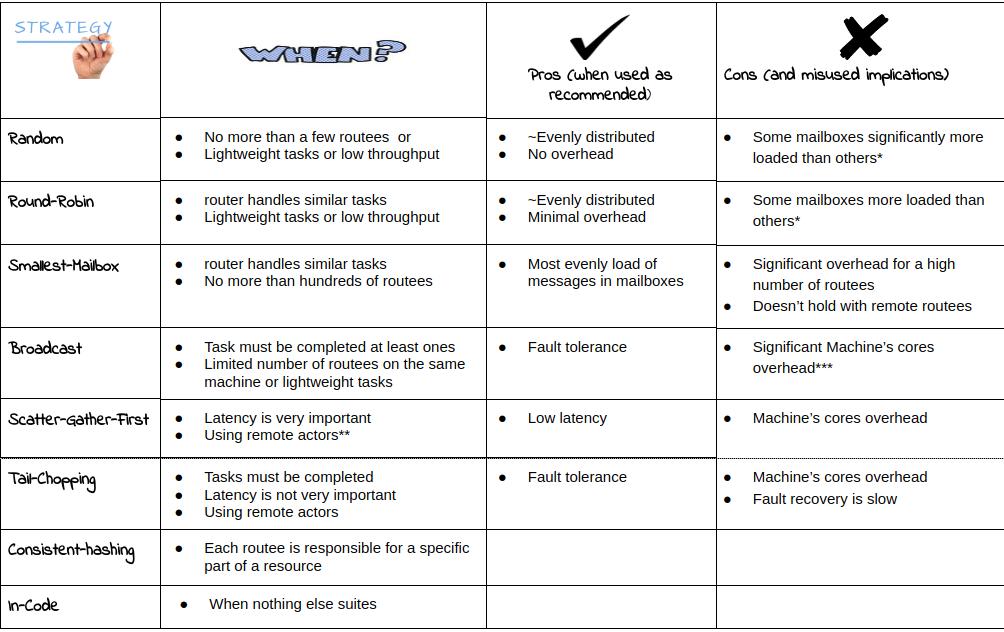 STRATEGY
WHEN?
Pros (when used as
recommended)
Cons (and misused implications)
Random
● No more than a few routees or
● Lightweight tasks or low throughput
● ~Evenly distributed
● No overhead
● Some mailboxes significantly more
loaded than others*
Round-Robin
● router handles similar tasks
● Lightweight tasks or low throughput
● ~Evenly distributed
● Minimal overhead
● Some mailboxes more loaded than
others*
Smallest-Mailbox
● router handles similar tasks
● No more than hundreds of routees
● Most evenly load of
messages in mailboxes
● Significant overhead for a high
number of routees
● Doesn't hold with remote routees
Broadcast
● Task must be completed at least ones
● Limited number of routees on the same
machine or lightweight tasks
● Fault tolerance
● Significant Machine's cores
overhead***
Scatter-Gather-First
● Latency is very important
● Using remote actors**
● Low latency
● Machine's cores overhead
Tail-Chopping
● Tasks must be completed
● Latency is not very important
● Using remote actors
● Fault tolerance
● Machine's cores overhead
● Fault recovery is slow
Consistent-hashing
● Each routee is responsible for a specific
part of a resource
In-Code
● When nothing else suites